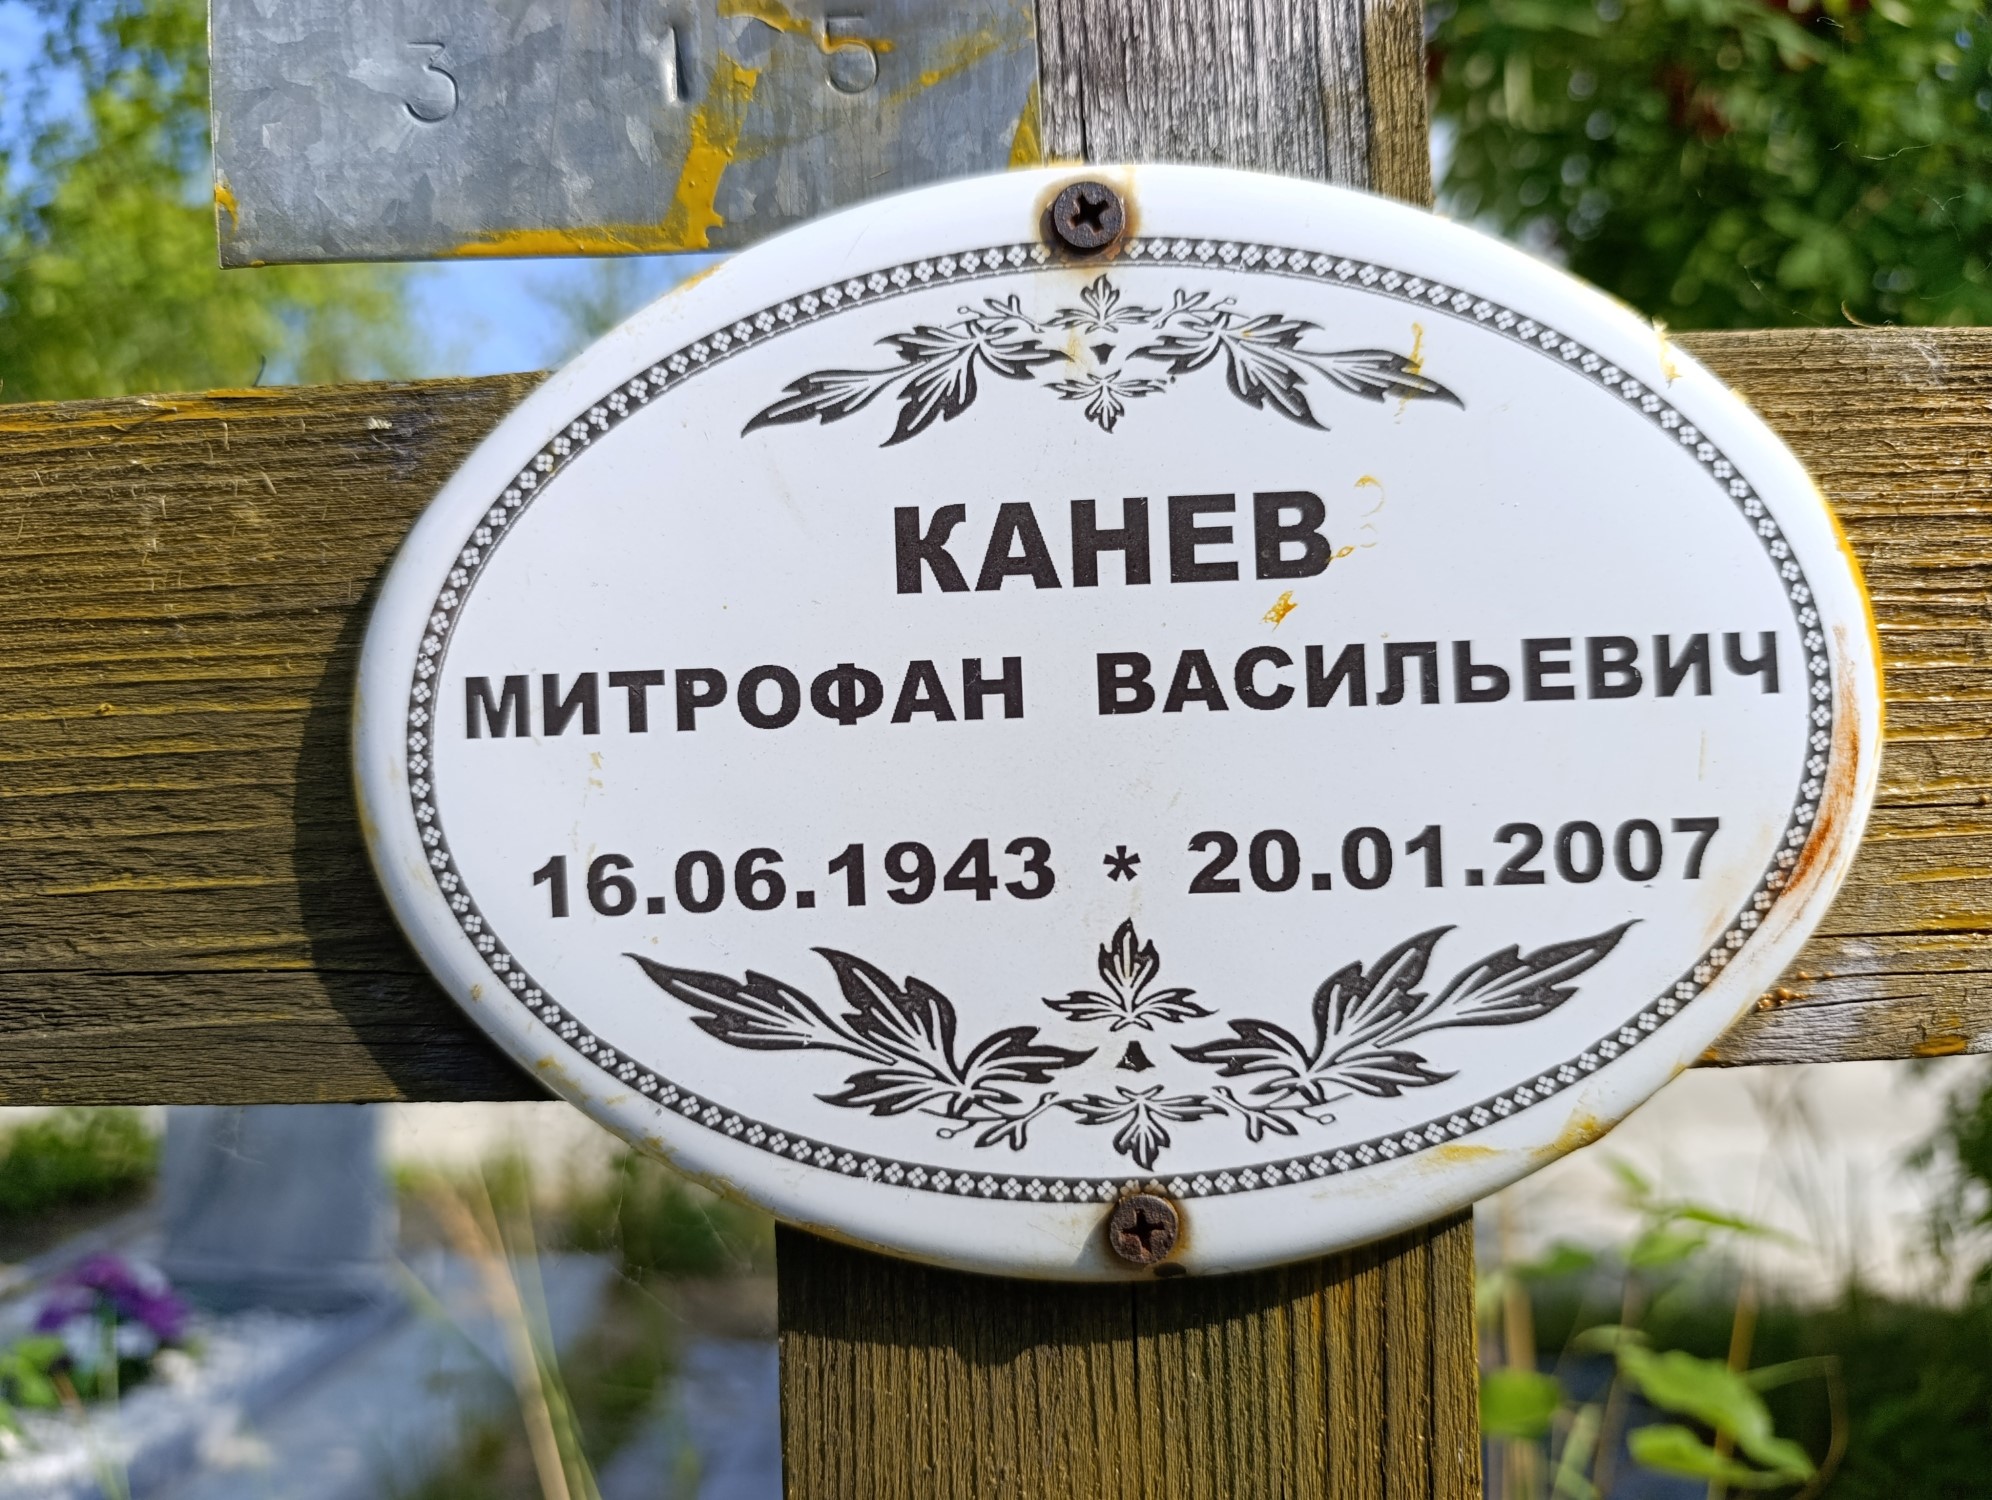 3 1 5
КАНЕВ
МИТРОФАН ВАСИЛЬЕВИЧ
16.06.1943 * 20.01.2007